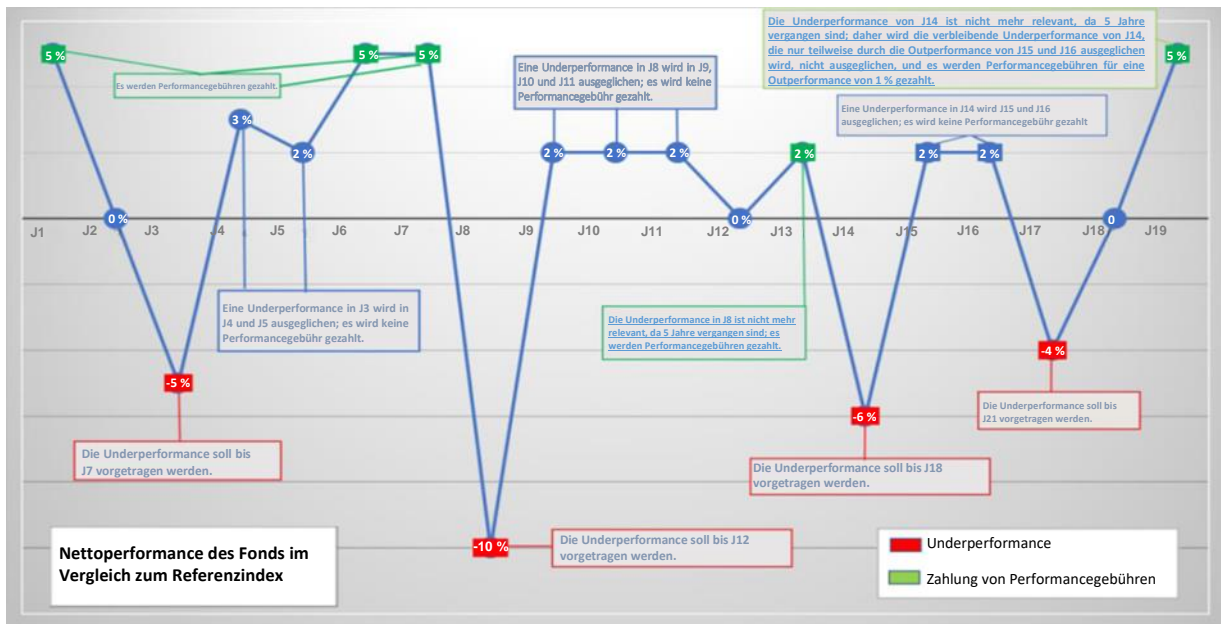 Die Underperformance von J14 ist nicht mehr relevant, da 5 Jahre
vergangen sind; daher wird die verbleibende Underperformance von J14,
die nur teilweise durch die Outperformance von J15 und J16 ausgeglichen
wird, nicht ausgeglichen, und es werden Performancegebühren für eine
Outperformance von 1 % gezahlt.
5 %
5 %
5 %
5 %
Es werden Performancegebühren gezahlt.
Eine Underperformance in J8 wird in J9,
J10 und J11 ausgeglichen; es wird keine
Performancegebühr gezahlt.
Eine Underperformance in J14 wird J15 und J16
ausgeglichen; es wird keine Performancegebühr gezahlt
3 %
2 %
2 %
2 %
2 %
2 %
2 %
2 %
0 %
0 %
0
J1
J2
J3
J4
J5
J6
J7
J8
J9
J10
J11
J12
J13
J14
J15
J16
J17
J18
J19
Eine Underperformance in J3 wird in
J4 und J5 ausgeglichen; es wird keine
Performancegebühr gezahlt.
Die Underperformance in J8 ist nicht mehr
relevant, da 5 Jahre vergangen sind; es
werden Performancegebühren gezahlt.
-5 %
-4 %
-6 %
Die Underperformance soll bis
J21 vorgetragen werden.
Die Underperformance soll bis
J7 vorgetragen werden.
Die Underperformance soll bis J18
vorgetragen werden.
-10 %
Die Underperformance soll bis J12
vorgetragen werden.
Nettoperformance des Fonds im
Vergleich zum Referenzindex
Underperformance
Zahlung von Performancegebühren